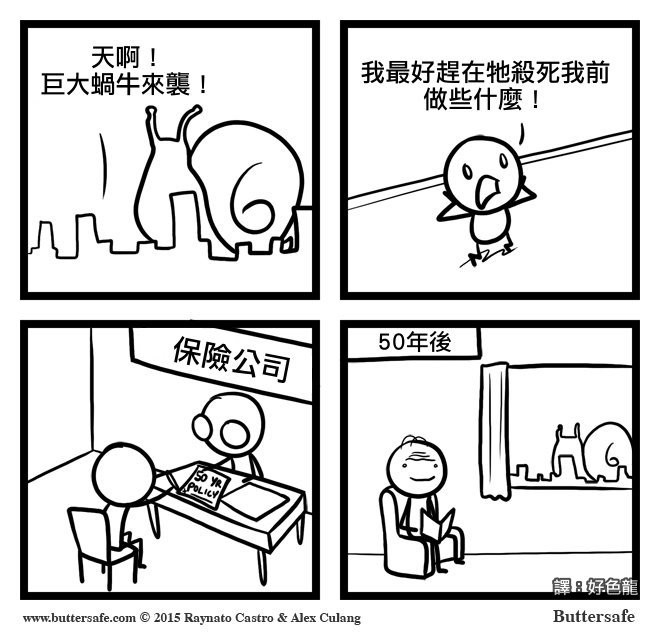 天啊！
巨大蝸牛來襲！
我最好趕在牠殺死我前
做些什麼！
保險公司
50 YR
POLICY
50年後
譯：好色龍
www.buttersafe.com © 2015 Raynato Castro & Alex Culang
Buttersafe